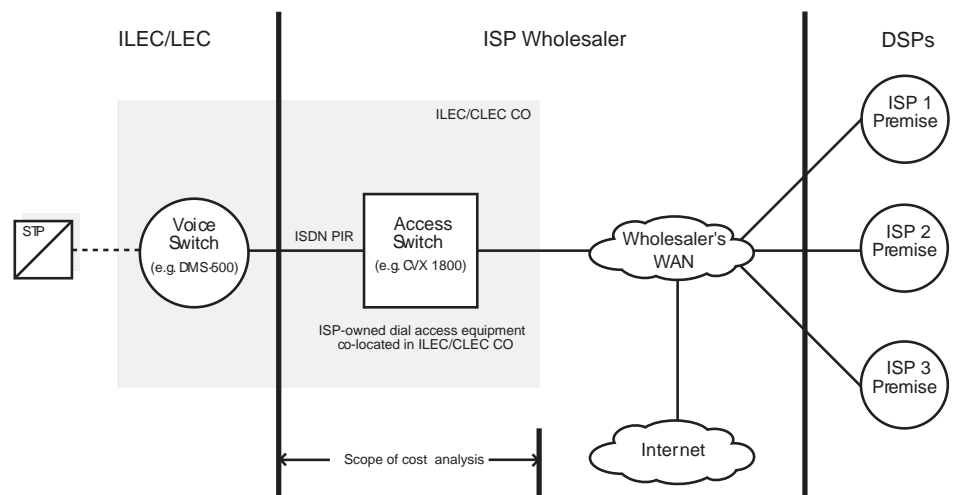 ILEC/LEC
ISP Wholesaler
DSPs
ILEC/CLEC CO
ISP 1
Premise
STP
Voice
Switch
(e.g. DMS-500)
ISDN PIR
Access
Switch
(e.g. CVX 1800)
Wholesaler's
WAN
ISP 2
Premise
ISP-owned dial access equipment
co-located in ILEC/CLEC CO
ISP 3
Premise
Scope of cost analysis
Internet